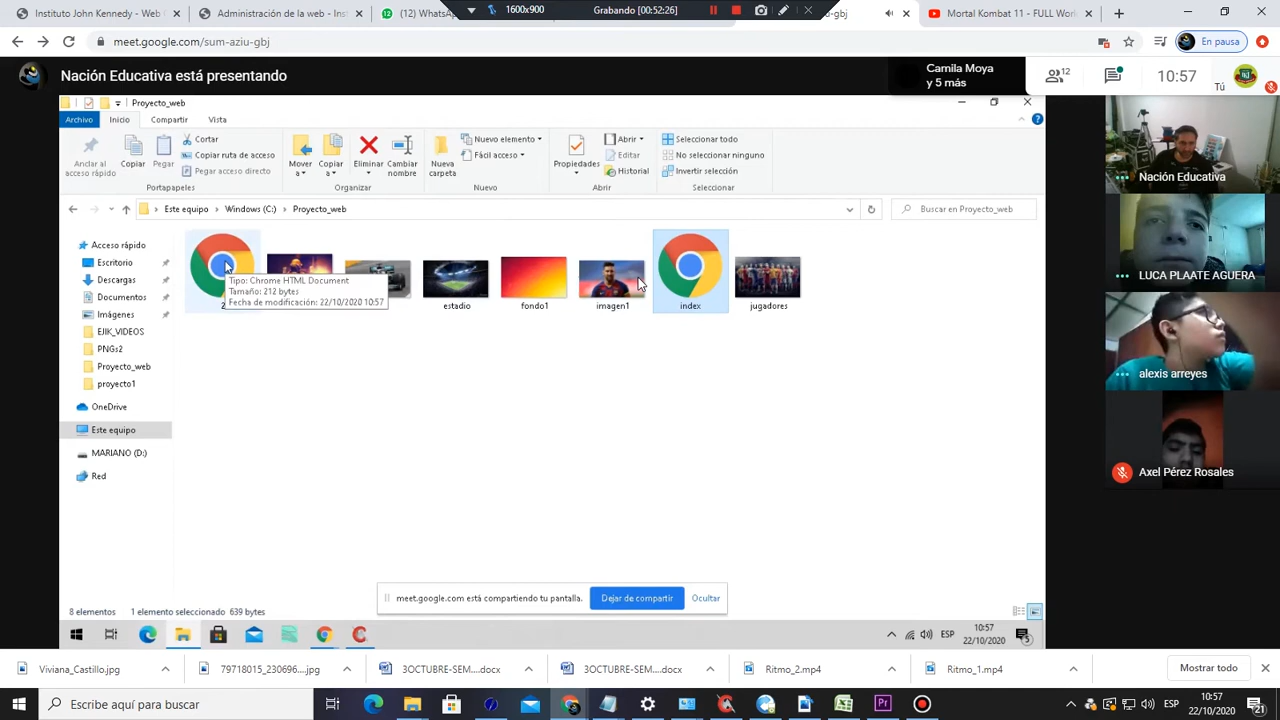 Instituto John Kennedy - Web
Administración de la web - Inst
(12) WhatsA
1600x900
Grabando [00:52:26]
u-gbj
Mortal Kombat 11 - FULL Work
meet.google.com/sum-aziu-gbj
En pausa
Nación Educativa está presentando
Camila Moya
y 5 más
12
10:57
Tú
Proyecto_web
Archivo
Inicio
Compartir
Vista
Anclar al
acceso rápido
Copiar
Pegar
Cortar
Copiar ruta de acceso
Pegar acceso directo
Portapapeles
Mover
a
Copiar
a
Eliminar
Cambiar
nombre
Organizar
Nueva
carpeta
Nuevo elemento
Fácil acceso
Nuevo
Propiedades
Abrir
Editar
Historial
Abrir
Seleccionar todo
No seleccionar ninguno
Invertir selección
Seleccionar
Este equipo > Windows (C:) > Proyecto_web
Buscar en Proyecto_web
Acceso rápido
Escritorio
Descargas
Documentos
Imágenes
EJIK_VIDEOS
PNGs2
Proyecto_web
proyecto1
OneDrive
Este equipo
MARIANO (D:)
Red
Tipo: Chrome HTML Document
Tamaño: 212 bytes
Fecha de modificación: 22/10/2020 10:57
estadio
fondo1
imagen1
index
jugadores
Nación Educativa
LUCA PLAATE AGUERA
alexis arreyes
Axel Pérez Rosales
meet.google.com está compartiendo tu pantalla.
Dejar de compartir
Ocultar
8 elementos
1 elemento seleccionado 639 bytes
ESP
10:57
22/10/2020
5
Viviana_Castillo.jpg
79718015_230696....jpg
3OCTUBRE-SEM....docx
3OCTUBRE-SEM....docx
Ritmo_2.mp4
Ritmo_1.mp4
Mostrar todo
Escribe aquí para buscar
ESP
10:57
22/10/2020
21